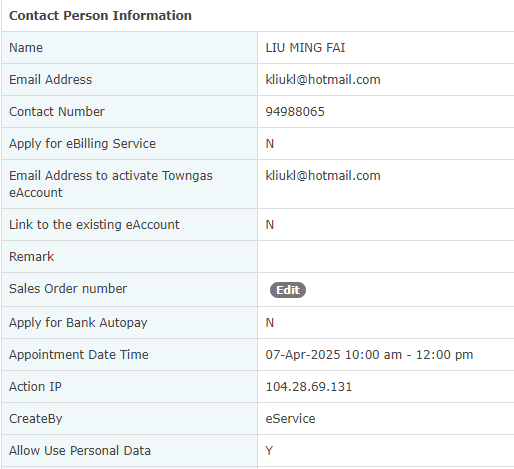 Contact Person Information
Name LIU MING FAI
Email Address kliukl@hotmail.com
Contact Number 94988065
Apply for eBilling Service N
Email Address to activate Towngas kliukl@hotmail.com
eAccount
Link to the existing eAccount N
Remark
Sales Order number Edit
Apply for Bank Autopay N
Appointment Date Time 07-Apr-2025 10:00 am - 12:00 pm
Action IP 104.28.69.131
CreateBy eService
Allow Use Personal Data Y